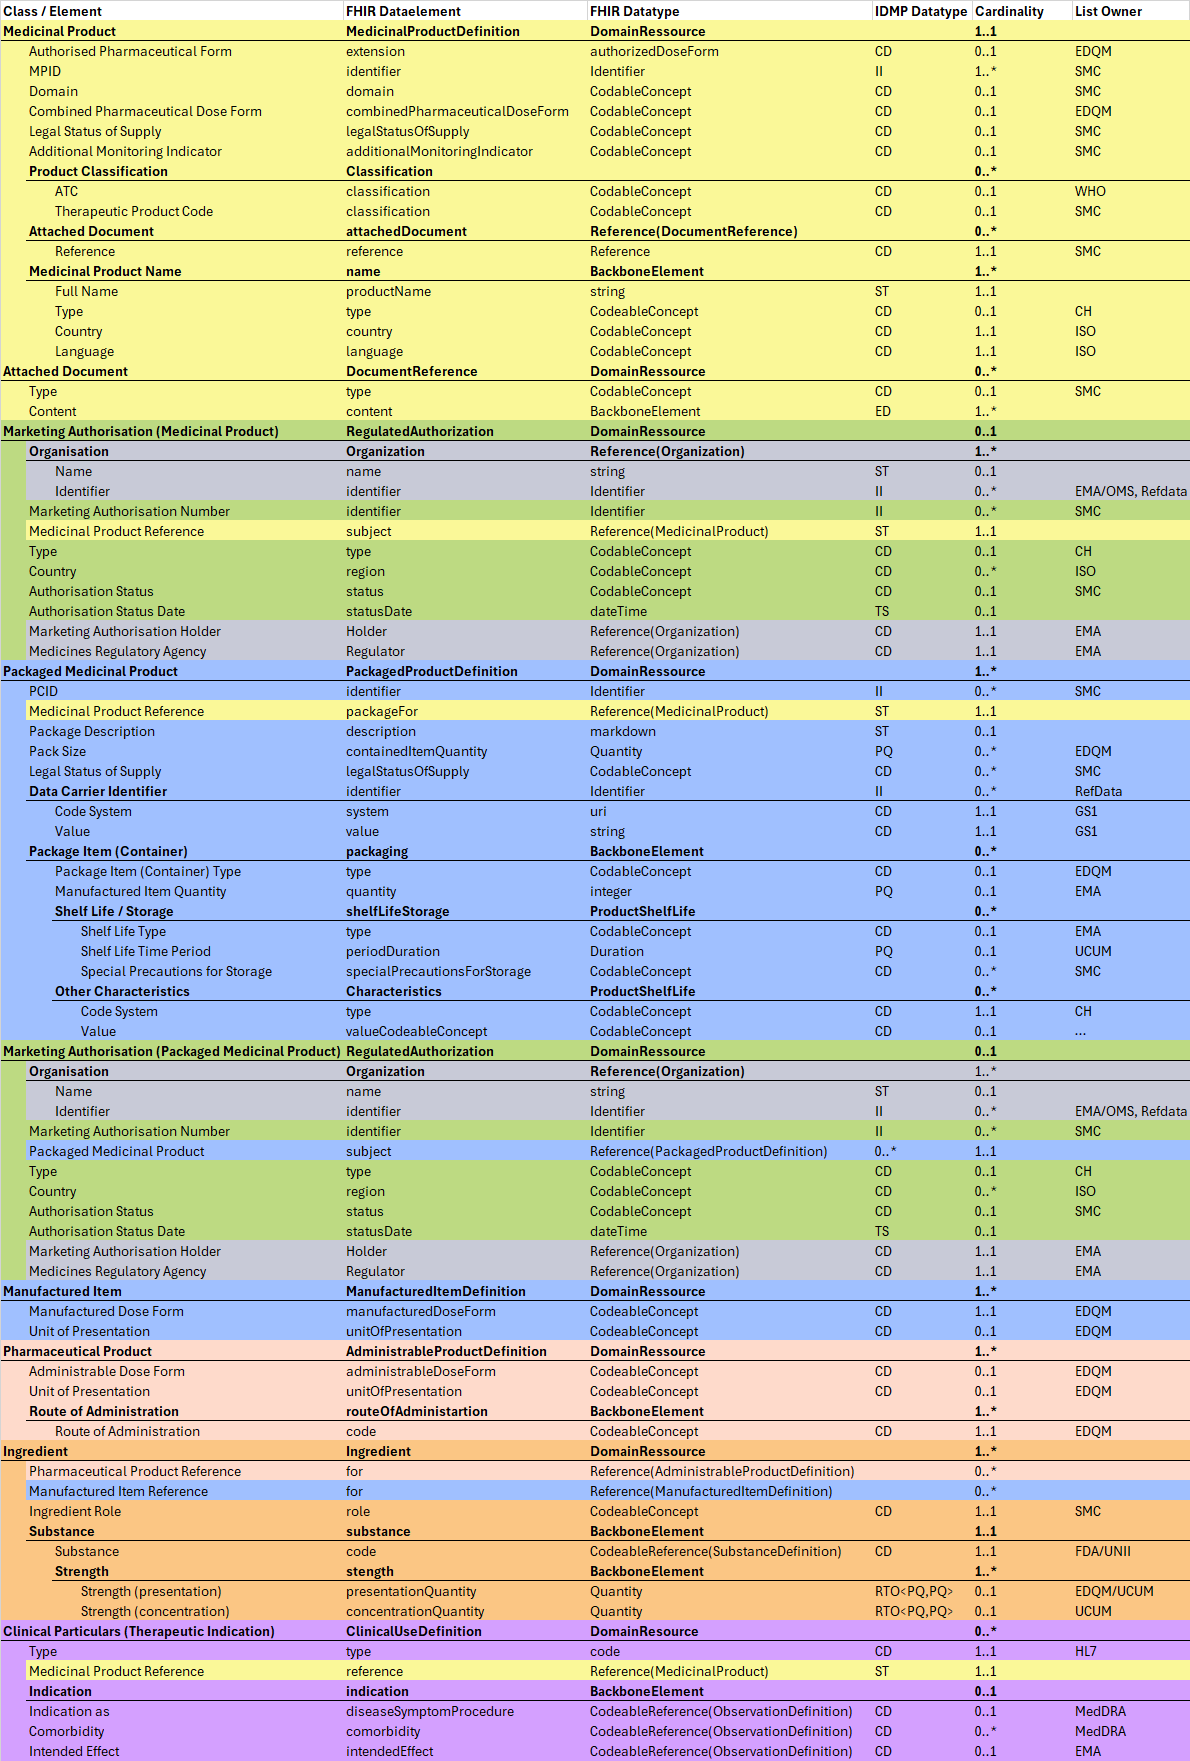 Class / Element FHIR Dataelement FHIR Datatype IDMP Datatype Cardinality List Owner
Medicinal Product MedicinalProductDefinition DomainRessource 1..1
Authorised Pharmaceutical Form extension authorizedDoseForm CD 0..1 EDQM
MPID identifier Identifier II 1..* SMC
Domain domain CodableConcept CD 0..1 SMC
Combined Pharmaceutical Dose Form combinedPharmaceuticalDoseForm CodableConcept CD 0..1 EDQM
Legal Status of Supply legalStatusOfSupply CodableConcept CD 0..1 SMC
Additional Monitoring Indicator additionalMonitoringIndicator CodableConcept CD 0..1 SMC
Product Classification Classification 0..*
ATC classification CodableConcept CD 0..1 WHO
Therapeutic Product Code classification CodableConcept CD 0..1 SMC
Attached Document attachedDocument Reference(DocumentReference) 0..*
Reference reference Reference CD 1..1 SMC
Medicinal Product Name name BackboneElement 1..*
Full Name productName string ST 1..1
Type type CodeableConcept CD 0..1 CH
Country country CodableConcept CD 1..1 ISO
Language language CodableConcept CD 1..1 ISO
Attached Document DocumentReference DomainRessource 0..*
Type type CodableConcept CD 0..1 SMC
Content content BackboneElement ED 1..*
Marketing Authorisation (Medicinal Product) RegulatedAuthorization DomainRessource 0..1
Organisation Organization Reference(Organization) 1..*
Name name string ST 0..1
Identifier identifier Identifier II 0..* EMA/OMS, Refdata
Marketing Authorisation Number identifier Identifier II 0..* SMC
Medicinal Product Reference subject Reference(MedicinalProduct) ST 1..1
Type type CodableConcept CD 0..1 CH
Country region CodableConcept CD 0..* ISO
Authorisation Status status CodableConcept CD 0..1 SMC
Authorisation Status Date statusDate dateTime TS 0..1
Marketing Authorisation Holder Holder Reference(Organization) CD 1..1 EMA
Medicines Regulatory Agency Regulator Reference(Organization) CD 1..1 EMA
Packaged Medicinal Product PackagedProductDefinition DomainRessource 1..*
PCID identifier Identifier II 0..* SMC
Medicinal Product Reference packageFor Reference(MedicinalProduct) ST 1..1
Package Description description markdown ST 0..1
Pack Size containedItemQuantity Quantity PQ 0..* EDQM
Legal Status of Supply legalStatusOfSupply CodableConcept CD 0..* SMC
Data Carrier Identifier identifier Identifier II 0..* RefData
Code System system uri CD 1..1 GS1
Value value string CD 1..1 GS1
Package Item (Container) packaging BackboneElement 0..*
Package Item (Container) Type type CodableConcept CD 0..1 EDQM
Manufactured Item Quantity quantity integer PQ 0..1 EMA
Shelf Life / Storage shelfLifeStorage ProductShelfLife 0..*
Shelf Life Type type CodableConcept CD 0..1 EMA
Shelf Life Time Period periodDuration Duration PQ 0..1 UCUM
Special Precautions for Storage specialPrecautionsForStorage CodableConcept CD 0..* SMC
Other Characteristics Characteristics ProductShelfLife 0..*
Code System type CodableConcept CD 1..1 CH
Value valueCodeableConcept CodableConcept CD 0..1 ...
Marketing Authorisation (Packaged Medicinal Product) RegulatedAuthorization DomainRessource 0..1
Organisation Organization Reference(Organization) 1..*
Name name string ST 0..1
Identifier identifier Identifier II 0..* EMA/OMS, Refdata
Marketing Authorisation Number identifier Identifier II 0..* SMC
Packaged Medicinal Product subject Reference(PackagedProductDefinition) 0..* 1..1
Type type CodableConcept CD 0..1 CH
Country region CodableConcept CD 0..* ISO
Authorisation Status status CodableConcept CD 0..1 SMC
Authorisation Status Date statusDate dateTime TS 0..1
Marketing Authorisation Holder Holder Reference(Organization) CD 1..1 EMA
Medicines Regulatory Agency Regulator Reference(Organization) CD 1..1 EMA
Manufactured Item ManufacturedItemDefinition DomainRessource 1..*
Manufactured Dose Form manufacturedDoseForm CodeableConcept CD 1..1 EDQM
Unit of Presentation unitOfPresentation CodeableConcept CD 0..1 EDQM
Pharmaceutical Product AdministrableProductDefinition DomainRessource 1..*
Administrable Dose Form administrableDoseForm CodeableConcept CD 0..1 EDQM
Unit of Presentation unitOfPresentation CodeableConcept CD 0..1 EDQM
Route of Administration routeOfAdministartion BackboneElement 1..*
Route of Administration code CodeableConcept CD 1..1 EDQM
Ingredient Ingredient DomainRessource 1..*
Pharmaceutical Product Reference for Reference(AdministrableProductDefinition) 0..*
Manufactured Item Reference for Reference(ManufacturedItemDefinition) 0..*
Ingredient Role role CodeableConcept CD 1..1 SMC
Substance substance BackboneElement 1..1
Substance code CodeableReference(SubstanceDefinition) CD 1..1 FDA/UNII
Strength stength BackboneElement 1..*
Strength (presentation) presentationQuantity Quantity RTO<PQ,PQ> 0..1 EDQM/UCUM
Strength (concentration) concentrationQuantity Quantity RTO<PQ,PQ> 0..1 UCUM
Clinical Particulars (Therapeutic Indication) ClinicalUseDefinition DomainRessource 0..*
Type type code CD 1..1 HL7
Medicinal Product Reference reference Reference(MedicinalProduct) ST 1..1
Indication indication BackboneElement 0..1
Indication as diseaseSymptomProcedure CodeableReference(ObservationDefinition) CD 0..1 MedDRA
Comorbidity comorbidity CodeableReference(ObservationDefinition) CD 0..* MedDRA
Intended Effect intendedEffect CodeableReference(ObservationDefinition) CD 0..1 EMA